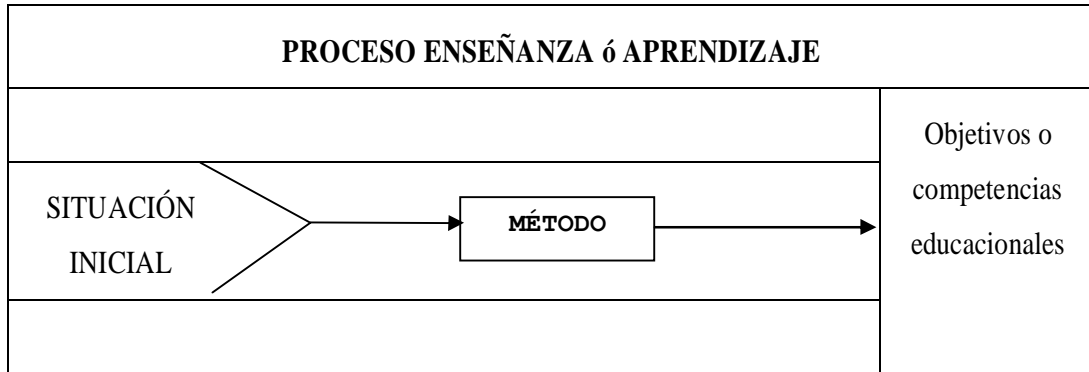 PROCESO ENSEÑANZA ó APRENDIZAJE
SITUACIÓN
INICIAL
MÉTODO
Objetivos o
competencias
educacionales